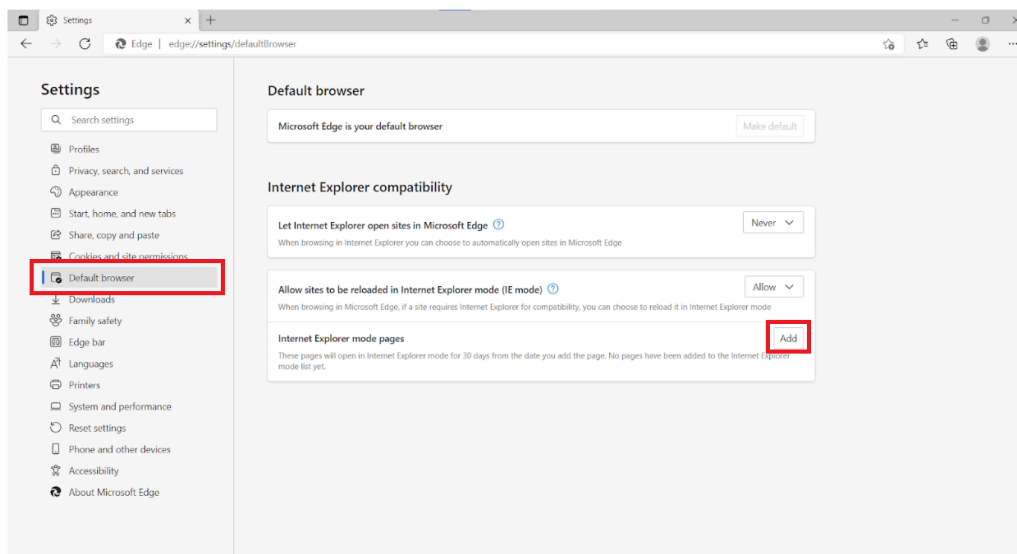 Settings
Edge | edge://settings/defaultBrowser
Settings
Search settings
Profiles
Privacy, search, and services
Appearance
Start, home, and new tabs
Share, copy and paste
Cookies and site permissions
Default browser
Downloads
Family safety
Edge bar
Languages
Printers
System and performance
Reset settings
Phone and other devices
Accessibility
About Microsoft Edge
Default browser
Microsoft Edge is your default browser
Make default
Internet Explorer compatibility
Let Internet Explorer open sites in Microsoft Edge
Never
When browsing in Internet Explorer you can choose to automatically open sites in Microsoft Edge
Allow sites to be reloaded in Internet Explorer mode (IE mode)
Allow
When browsing in Microsoft Edge, if a site requires Internet Explorer for compatibility, you can choose to reload it in Internet Explorer mode
Internet Explorer mode pages
Add
These pages will open in Internet Explorer mode for 30 days from the date you add the page. No pages have been added to the Internet Explorer
mode list yet.